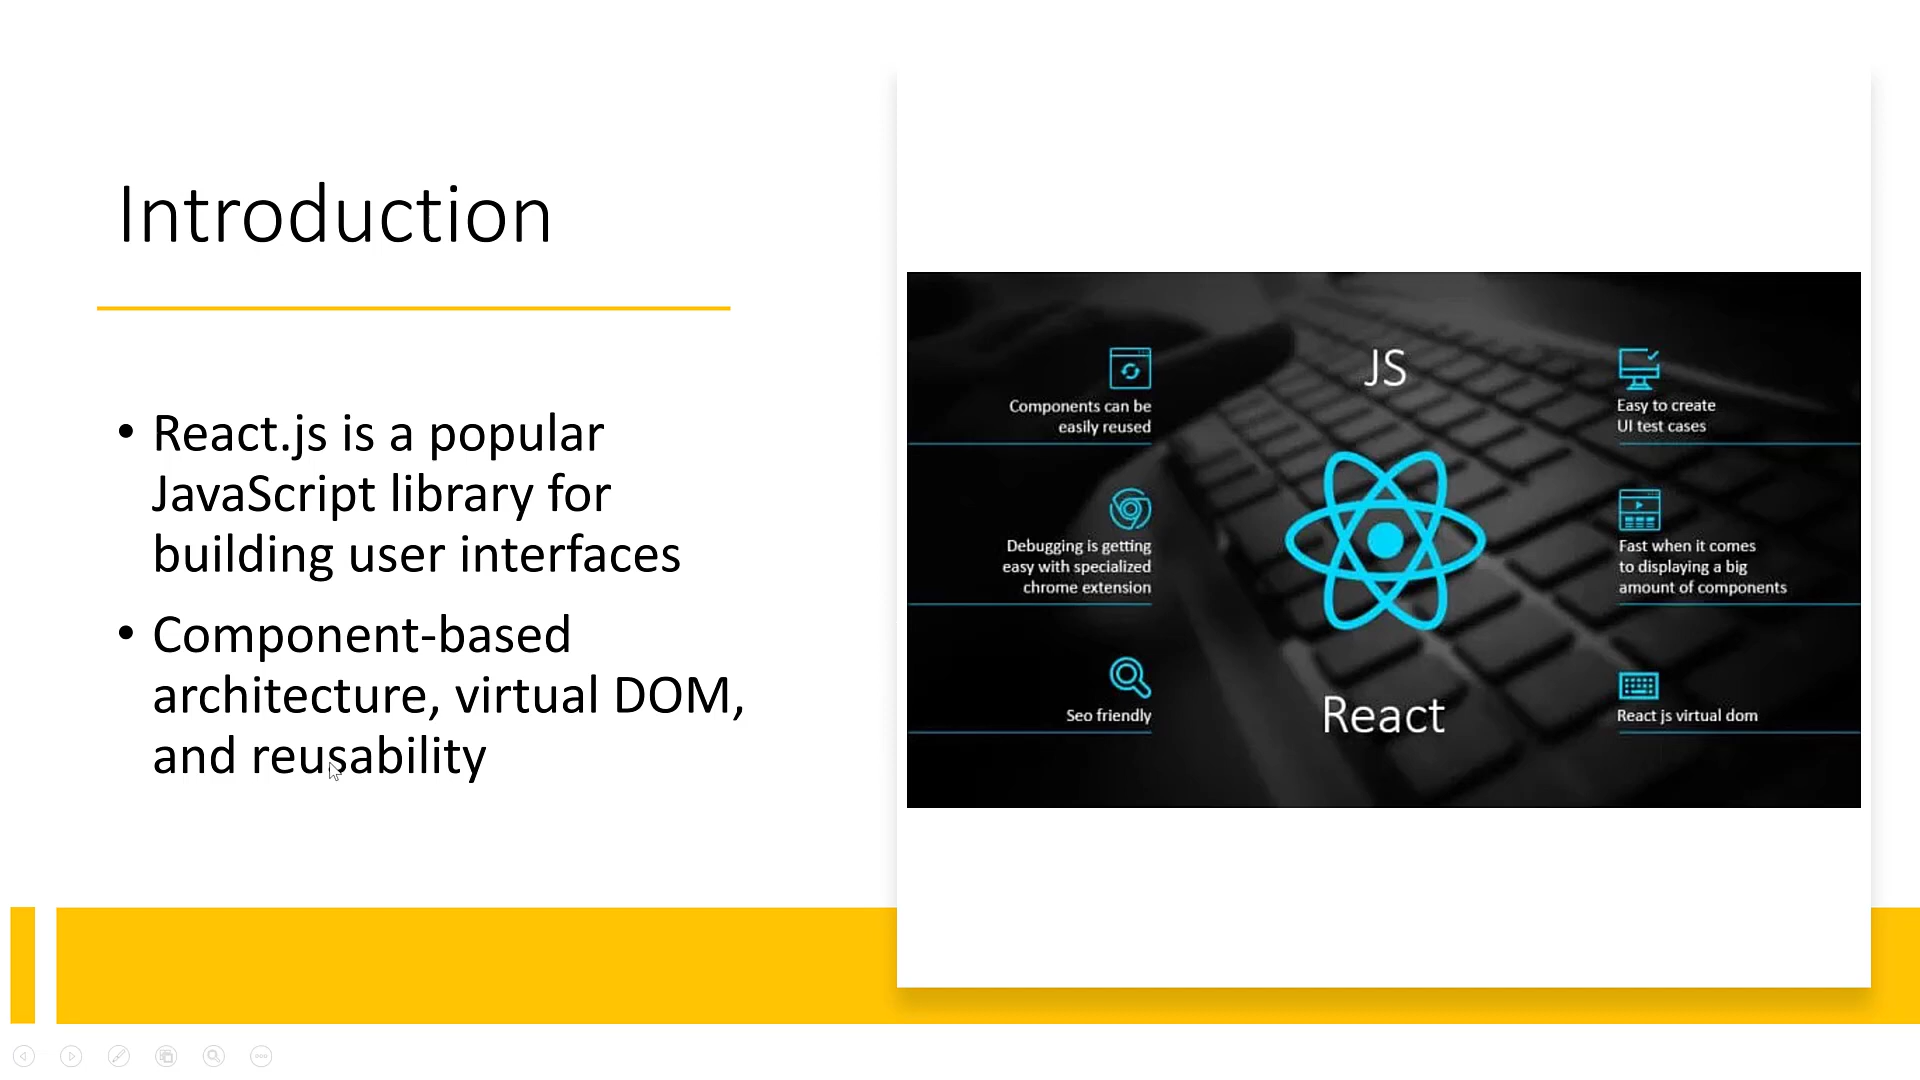 Introduction
• React.js is a popular
JavaScript library for
building user interfaces
• Component-based
architecture, virtual DOM,
and reusability
JS
Components can be
easily reused
Debugging is getting
easy with specialized
chrome extension
Seo friendly
React
Easy to create
UI test cases
Fast when it comes
to displaying a big
amount of components
React js virtual dom